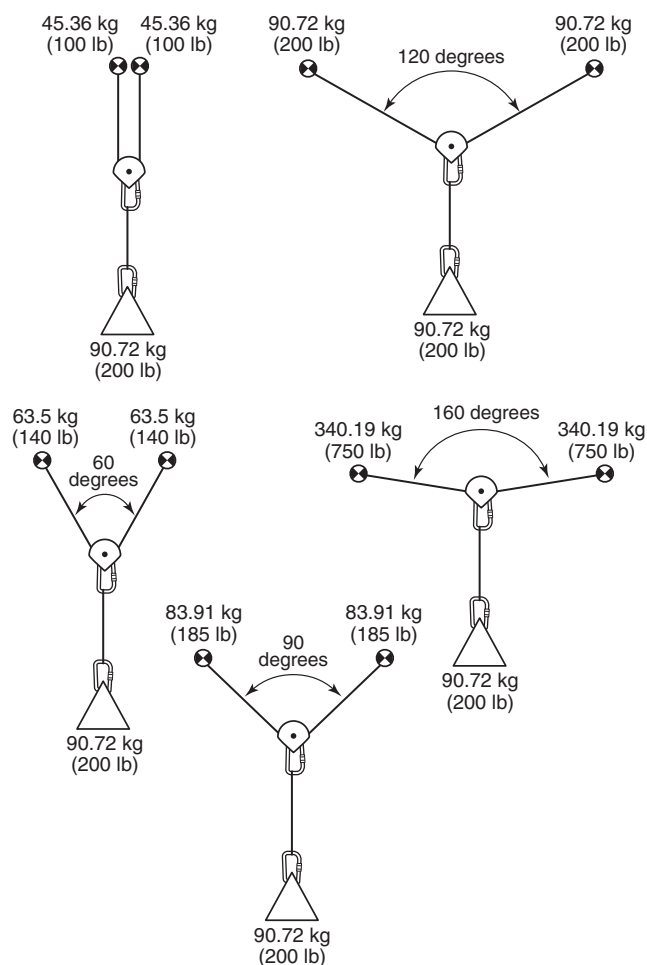 45.36 kg
(100 lb)
45.36 kg
(100 lb)
90.72 kg
(200 lb)
90.72 kg
(200 lb)
120 degrees
90.72 kg
(200 lb)
90.72 kg
(200 lb)
63.5 kg
(140 lb)
63.5 kg
(140 lb)
60
degrees
90.72 kg
(200 lb)
340.19 kg
(750 lb)
160 degrees
340.19 kg
(750 lb)
90.72 kg
(200 lb)
83.91 kg
(185 lb)
83.91 kg
(185 lb)
90
degrees
90.72 kg
(200 lb)